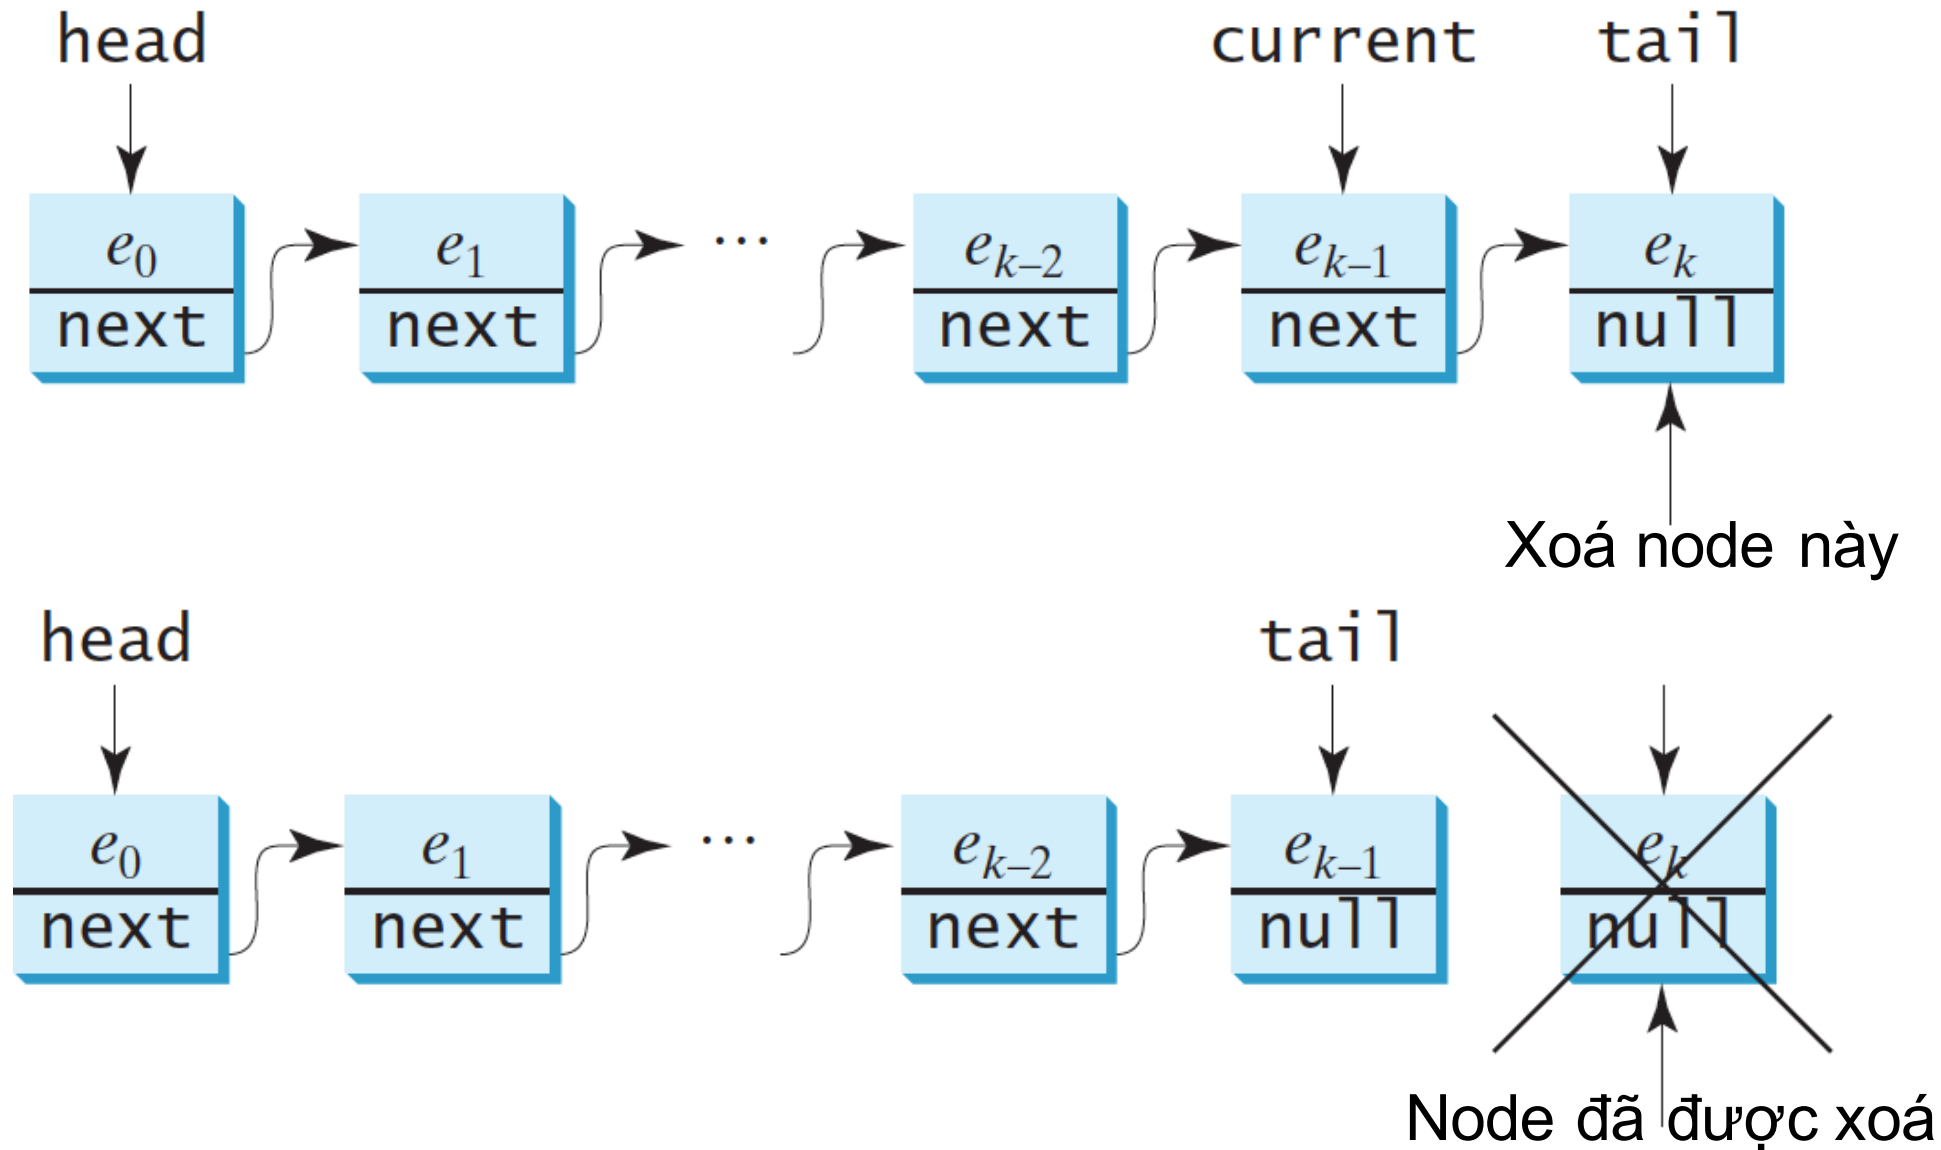 head current tail
e0 e1 ... ek–2 ek–1 ek
next next next next null
Xoá node này
head tail
e0 e1 ... ek–2 ek–1 ek
next next next null null
Node đã được xoá